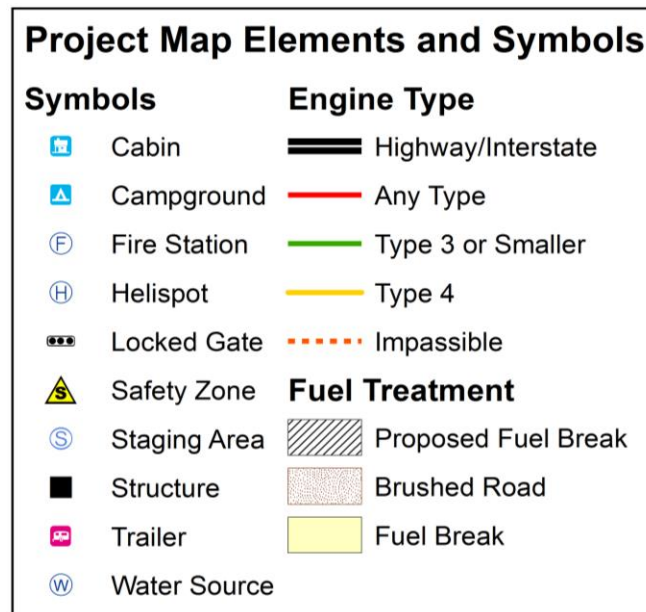 Project Map Elements and Symbols
Symbols
Cabin
Campground
F Fire Station
H Helispot
Locked Gate
S Safety Zone
S Staging Area
Structure
Trailer
W Water Source
Engine Type
Highway/Interstate
Any Type
Type 3 or Smaller
Type 4
Impassible
Fuel Treatment
Proposed Fuel Break
Brushed Road
Fuel Break